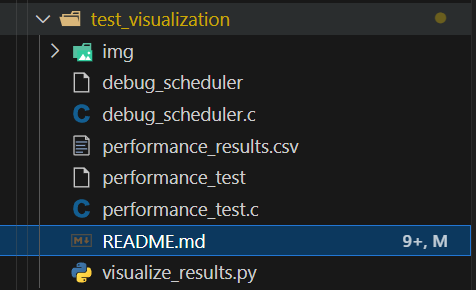 test_visualization
img
debug_scheduler
C debug_scheduler.c
performance_results.csv
performance_test
C performance_test.c
M↓ README.md 9+, M
visualize_results.py